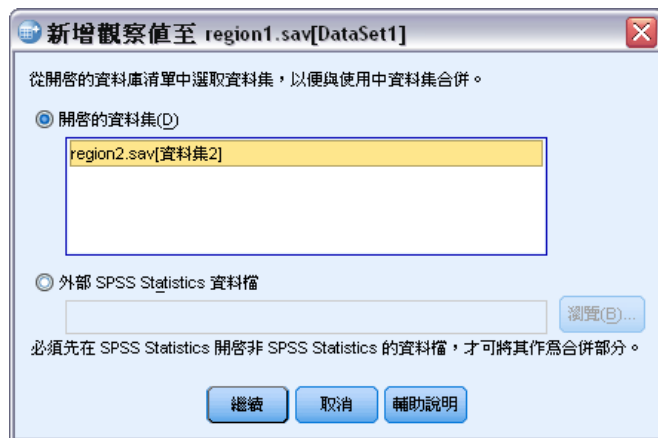 新增觀察值至 region1.sav[DataSet1]
從開啓的資料庫清單中選取資料集，以便與使用中資料集合併。
開啓的資料集(D)
region2.sav[資料集2]
外部 SPSS Statistics 資料檔
瀏覽(B)...
必須先在 SPSS Statistics 開啓非 SPSS Statistics 的資料檔，才可將其作爲合併部分。
繼續 取消 輔助說明